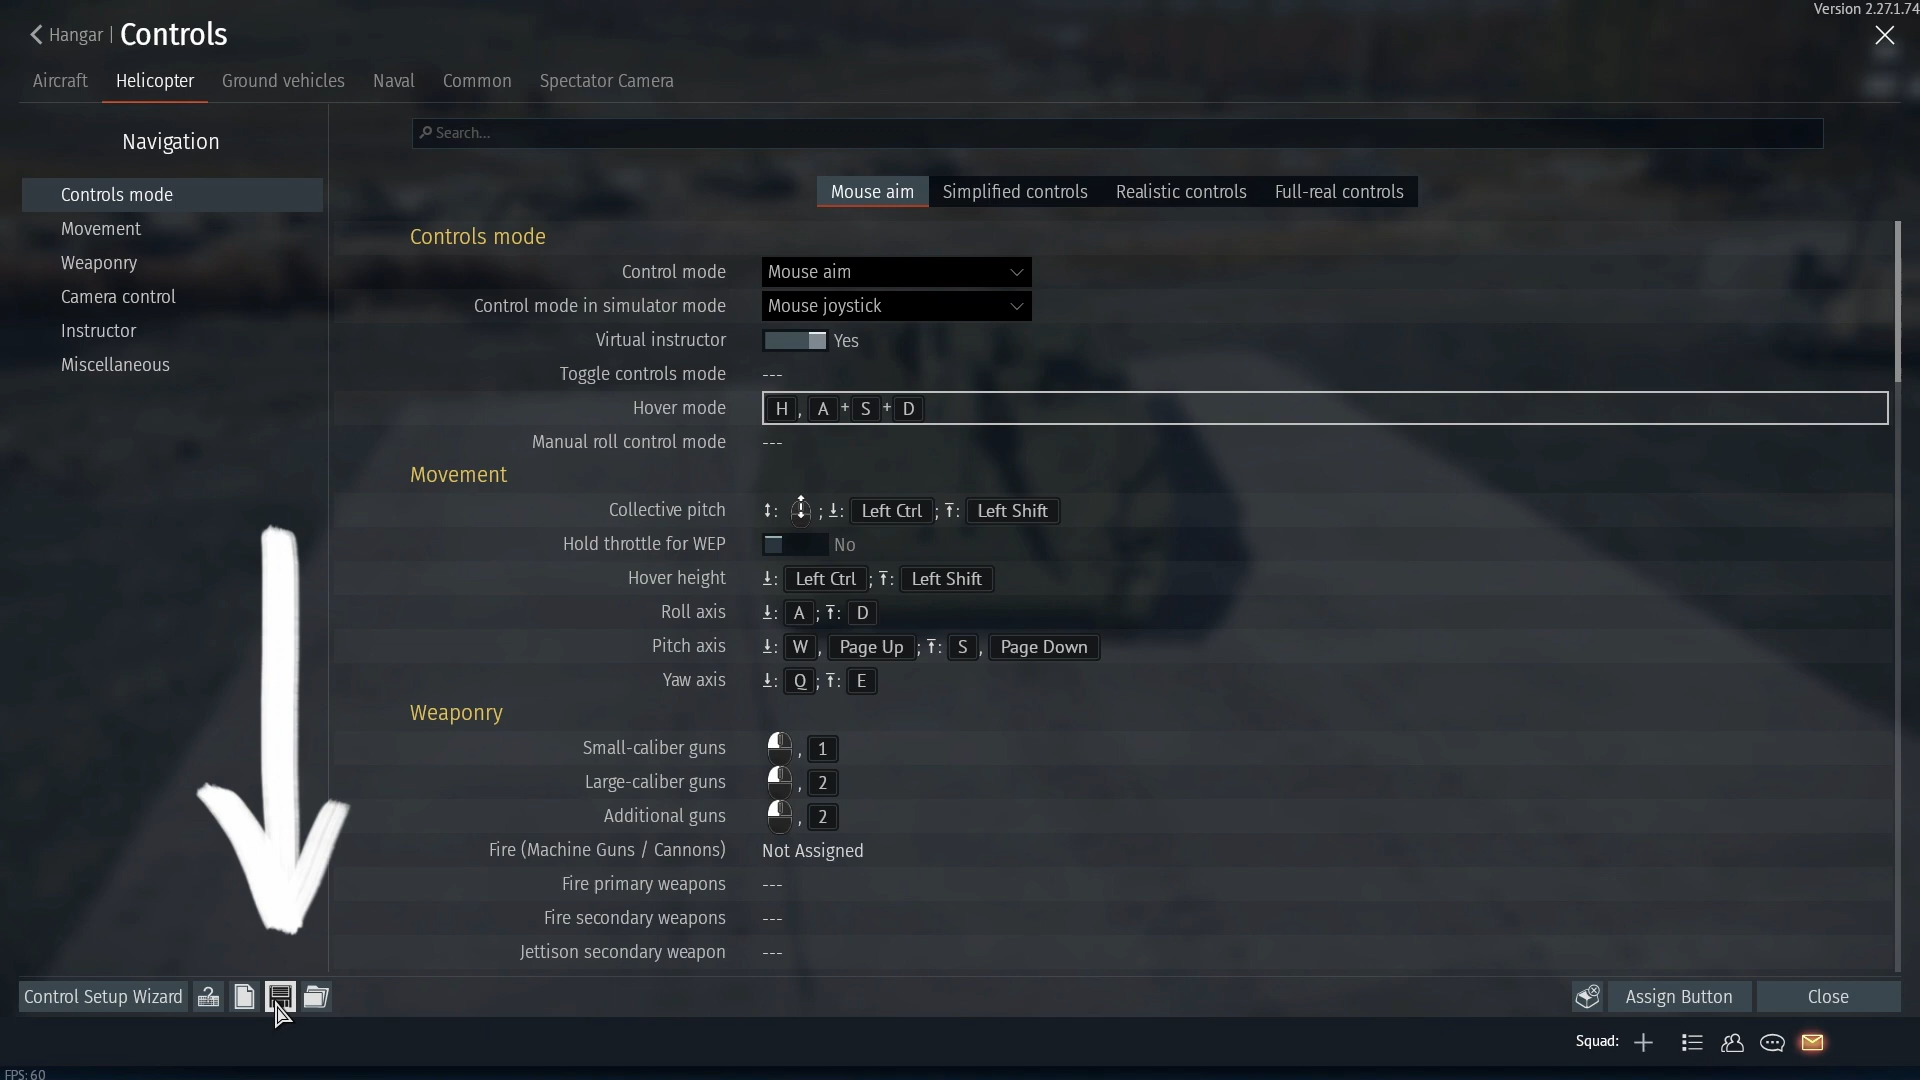 Version 2.27.1.74
Hangar | Controls
Aircraft Helicopter Ground vehicles Naval Common Spectator Camera
Navigation
Controls mode
Movement
Weaponry
Camera control
Instructor
Miscellaneous
Search...
Mouse aim Simplified controls Realistic controls Full-real controls
Controls mode
Control mode Mouse aim
Control mode in simulator mode Mouse joystick
Virtual instructor Yes
Toggle controls mode ---
Hover mode H, A + S + D
Manual roll control mode ---
Movement
Collective pitch : ; : Left Ctrl ; : Left Shift
Hold throttle for WEP No
Hover height : Left Ctrl ; : Left Shift
Roll axis : A ; : D
Pitch axis : W , Page Up ; : S , Page Down
Yaw axis : Q ; : E
Weaponry
Small-caliber guns , 1
Large-caliber guns , 2
Additional guns , 2
Fire (Machine Guns / Cannons) Not Assigned
Fire primary weapons ---
Fire secondary weapons ---
Jettison secondary weapon ---
Control Setup Wizard ? Assign Button Close
Squad: +
FPS: 60